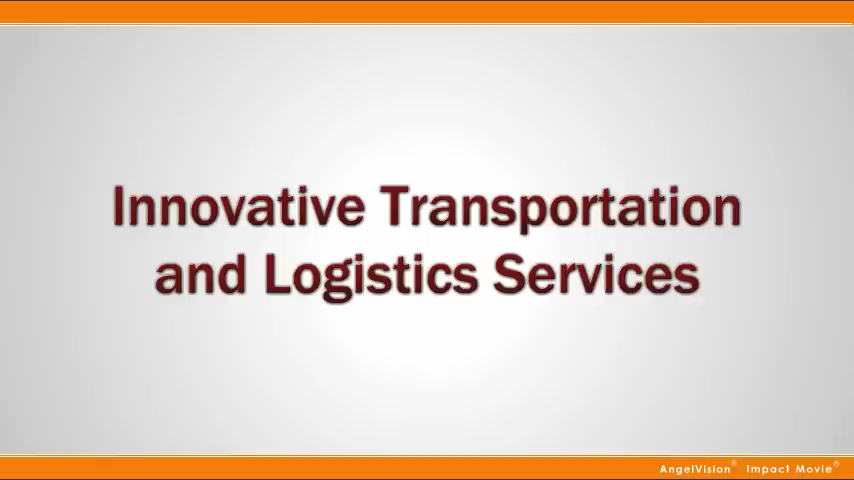 Innovative Transportation
and Logistics Services
AngelVision® Impact Movie®